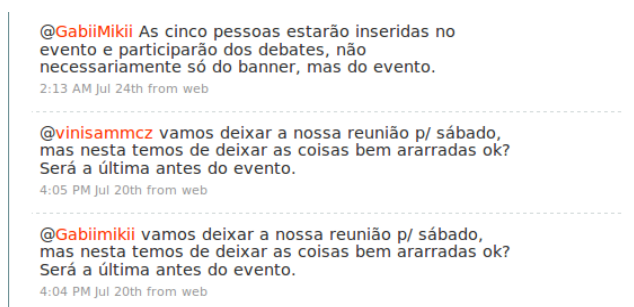 @GabiiMikii As cinco pessoas estarão inseridas no
evento e participarão dos debates, não
necessariamente só do banner, mas do evento.
2:13 AM Jul 24th from web
@vinisammcz vamos deixar a nossa reunião p/ sábado,
mas nesta temos de deixar as coisas bem ararradas ok?
Será a última antes do evento.
4:05 PM Jul 20th from web
@Gabiimikii vamos deixar a nossa reunião p/ sábado,
mas nesta temos de deixar as coisas bem ararradas ok?
Será a última antes do evento.
4:04 PM Jul 20th from web